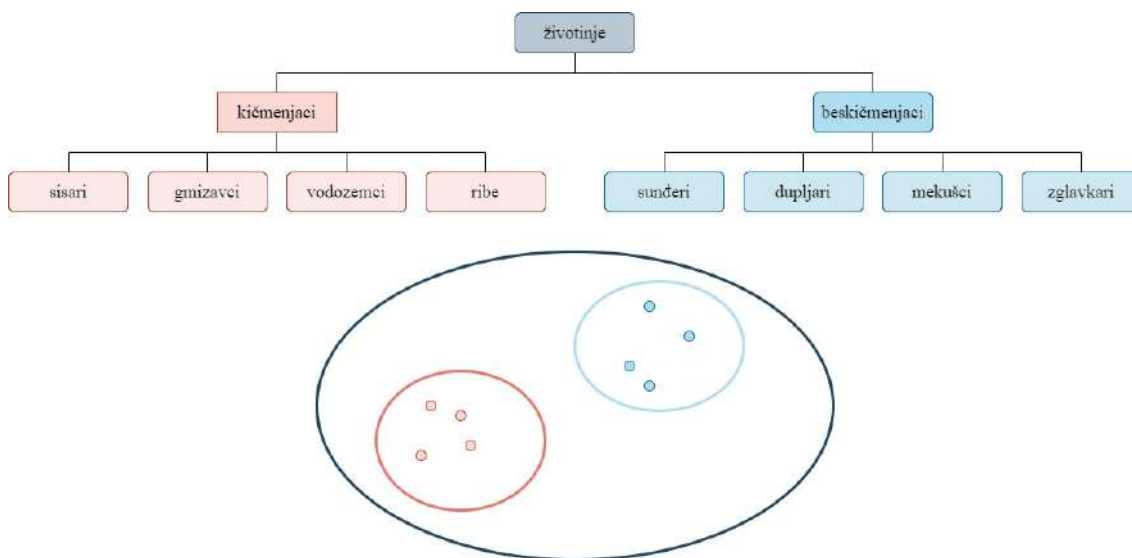 životinje
kičmenjaci beskičmenjaci
sisari gmizavci vodozemci ribe sunđeri dupljari mekušci zglavkari